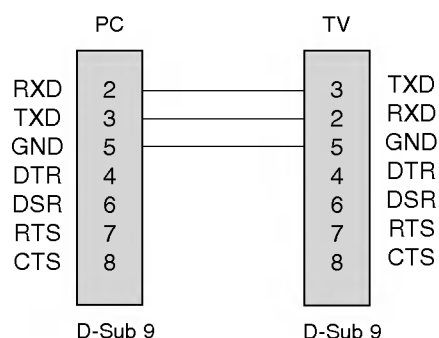 PC TV
RXD 2 3 TXD
TXD 3 2 RXD
GND 5 5 GND
DTR 4 4 DTR
DSR 6 6 DSR
RTS 7 7 RTS
CTS 8 8 CTS
D-Sub 9 D-Sub 9